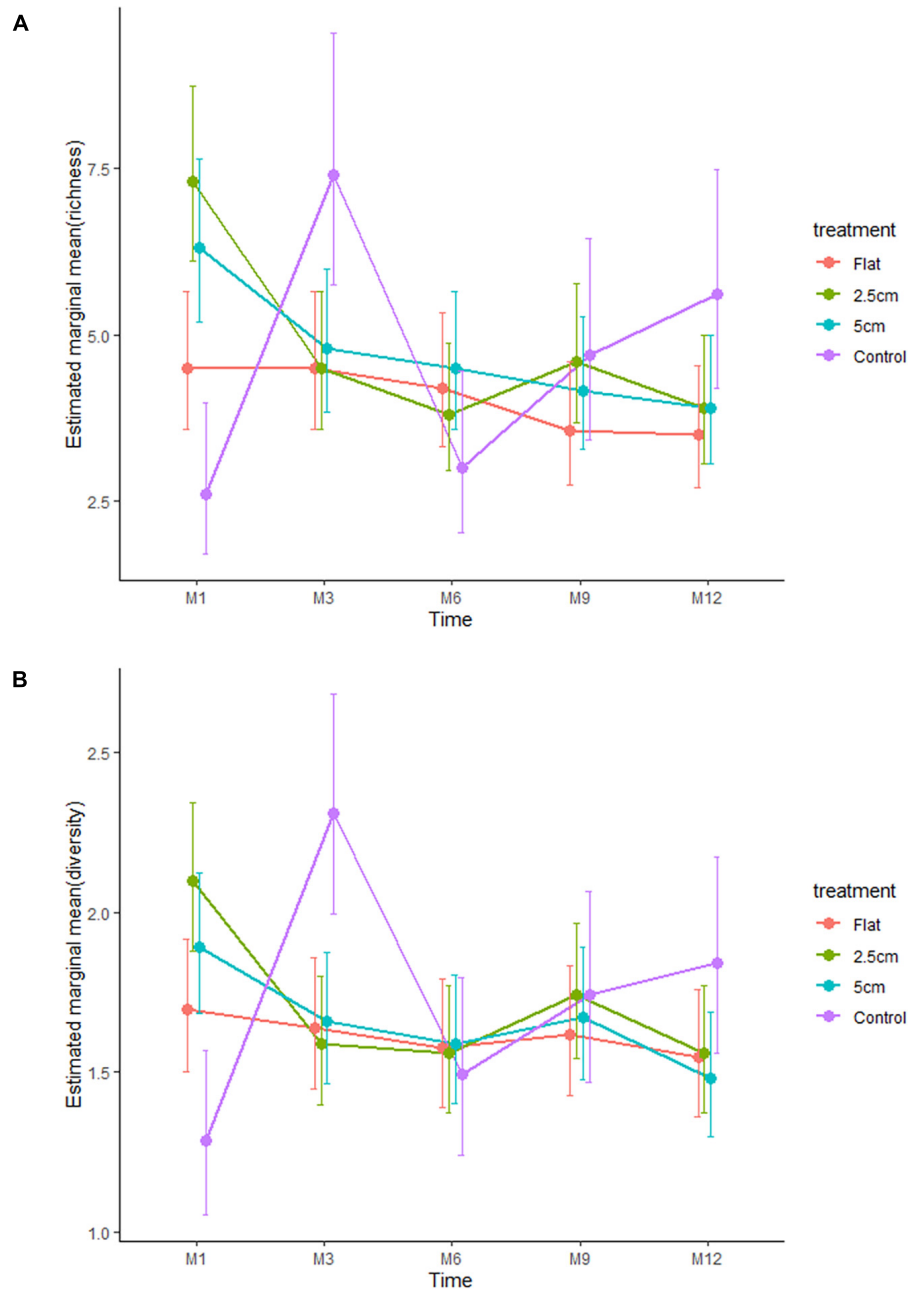 A
Estimated marginal mean(richness)
7.5
5.0
2.5
M1 M3 M6 M9 M12
Time
treatment
Flat
2.5cm
5cm
Control
B
Estimated marginal mean(diversity)
2.5
2.0
1.5
1.0
M1 M3 M6 M9 M12
Time
treatment
Flat
2.5cm
5cm
Control